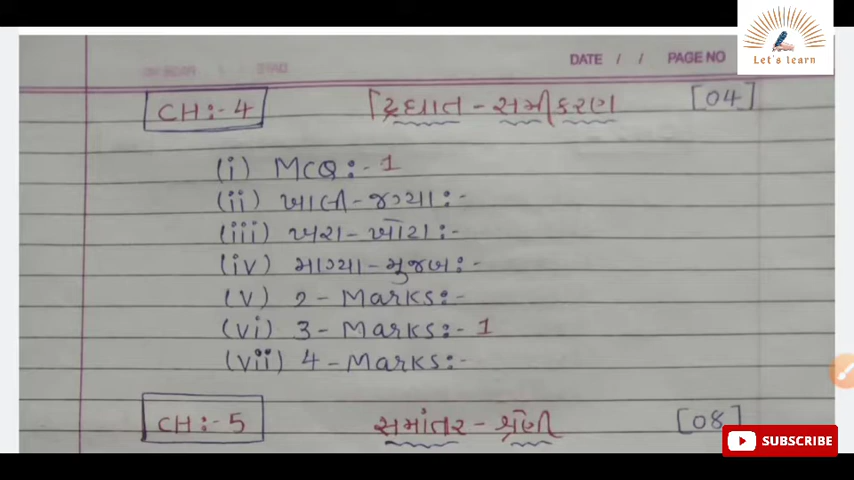 Let's learn
DATE / / PAGE NO
CH:- 4 દ્વિઘાત - સમીકરણ [04]
(i) MCQ:- 1
(ii) ખાલી-જગ્યા:-
(iii) ખરા-ખોટા:-
(iv) માગ્યા-મુજબ:-
(v) 2 - Marks:-
(vi) 3 - Marks:- 1
(vii) 4 - Marks:-
CH:- 5 સમાંતર - શ્રેણી [08]
SUBSCRIBE